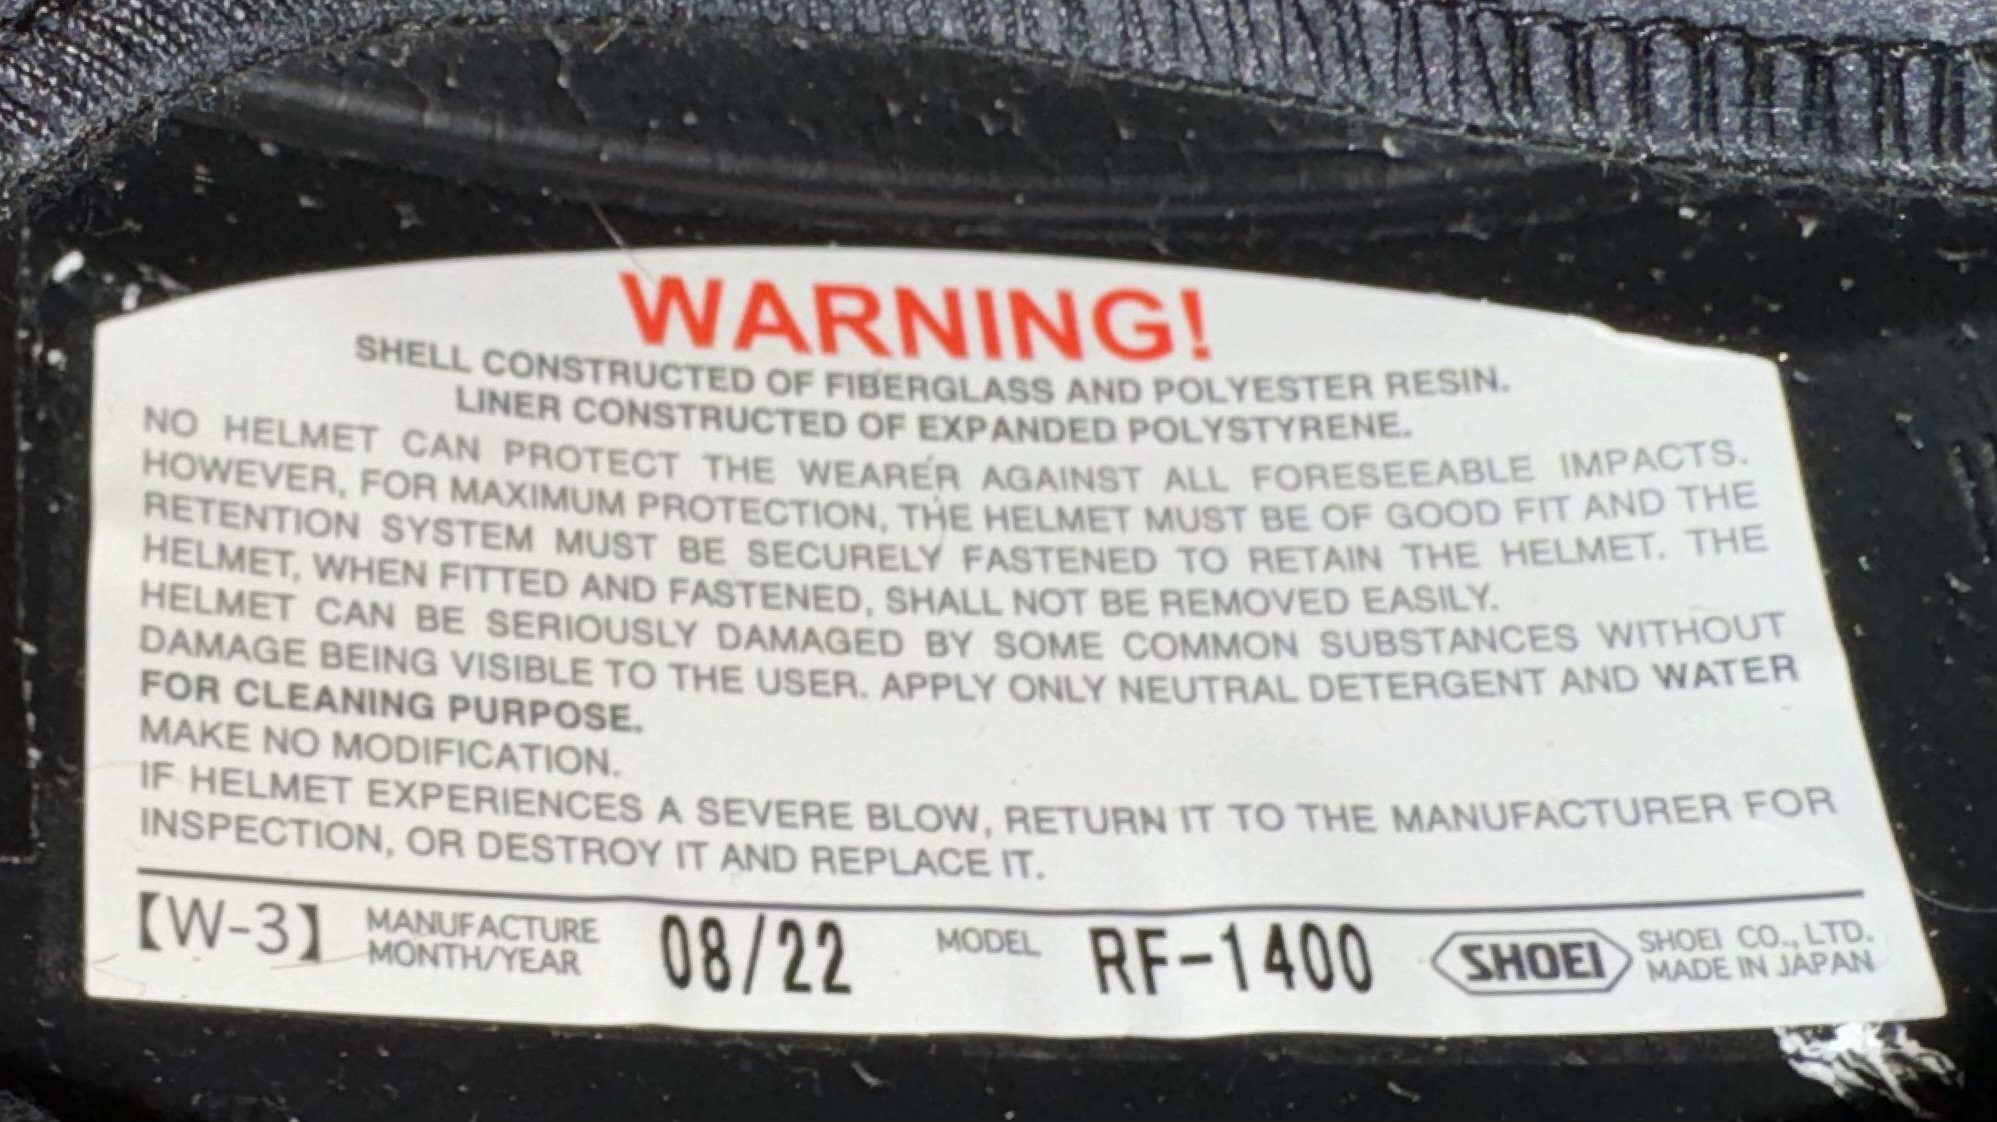 WARNING!
SHELL CONSTRUCTED OF FIBERGLASS AND POLYESTER RESIN.
LINER CONSTRUCTED OF EXPANDED POLYSTYRENE.
NO HELMET CAN PROTECT THE WEARER AGAINST ALL FORESEEABLE IMPACTS.
HOWEVER, FOR MAXIMUM PROTECTION, THE HELMET MUST BE OF GOOD FIT AND THE
RETENTION SYSTEM MUST BE SECURELY FASTENED TO RETAIN THE HELMET. THE
HELMET, WHEN FITTED AND FASTENED, SHALL NOT BE REMOVED EASILY.
HELMET CAN BE SERIOUSLY DAMAGED BY SOME COMMON SUBSTANCES WITHOUT
DAMAGE BEING VISIBLE TO THE USER. APPLY ONLY NEUTRAL DETERGENT AND WATER
FOR CLEANING PURPOSE.
MAKE NO MODIFICATION.
IF HELMET EXPERIENCES A SEVERE BLOW, RETURN IT TO THE MANUFACTURER FOR
INSPECTION, OR DESTROY IT AND REPLACE IT.
【W-3】 MANUFACTURE MONTH/YEAR 08/22 MODEL RF-1400 SHOEI SHOEI CO., LTD. MADE IN JAPAN